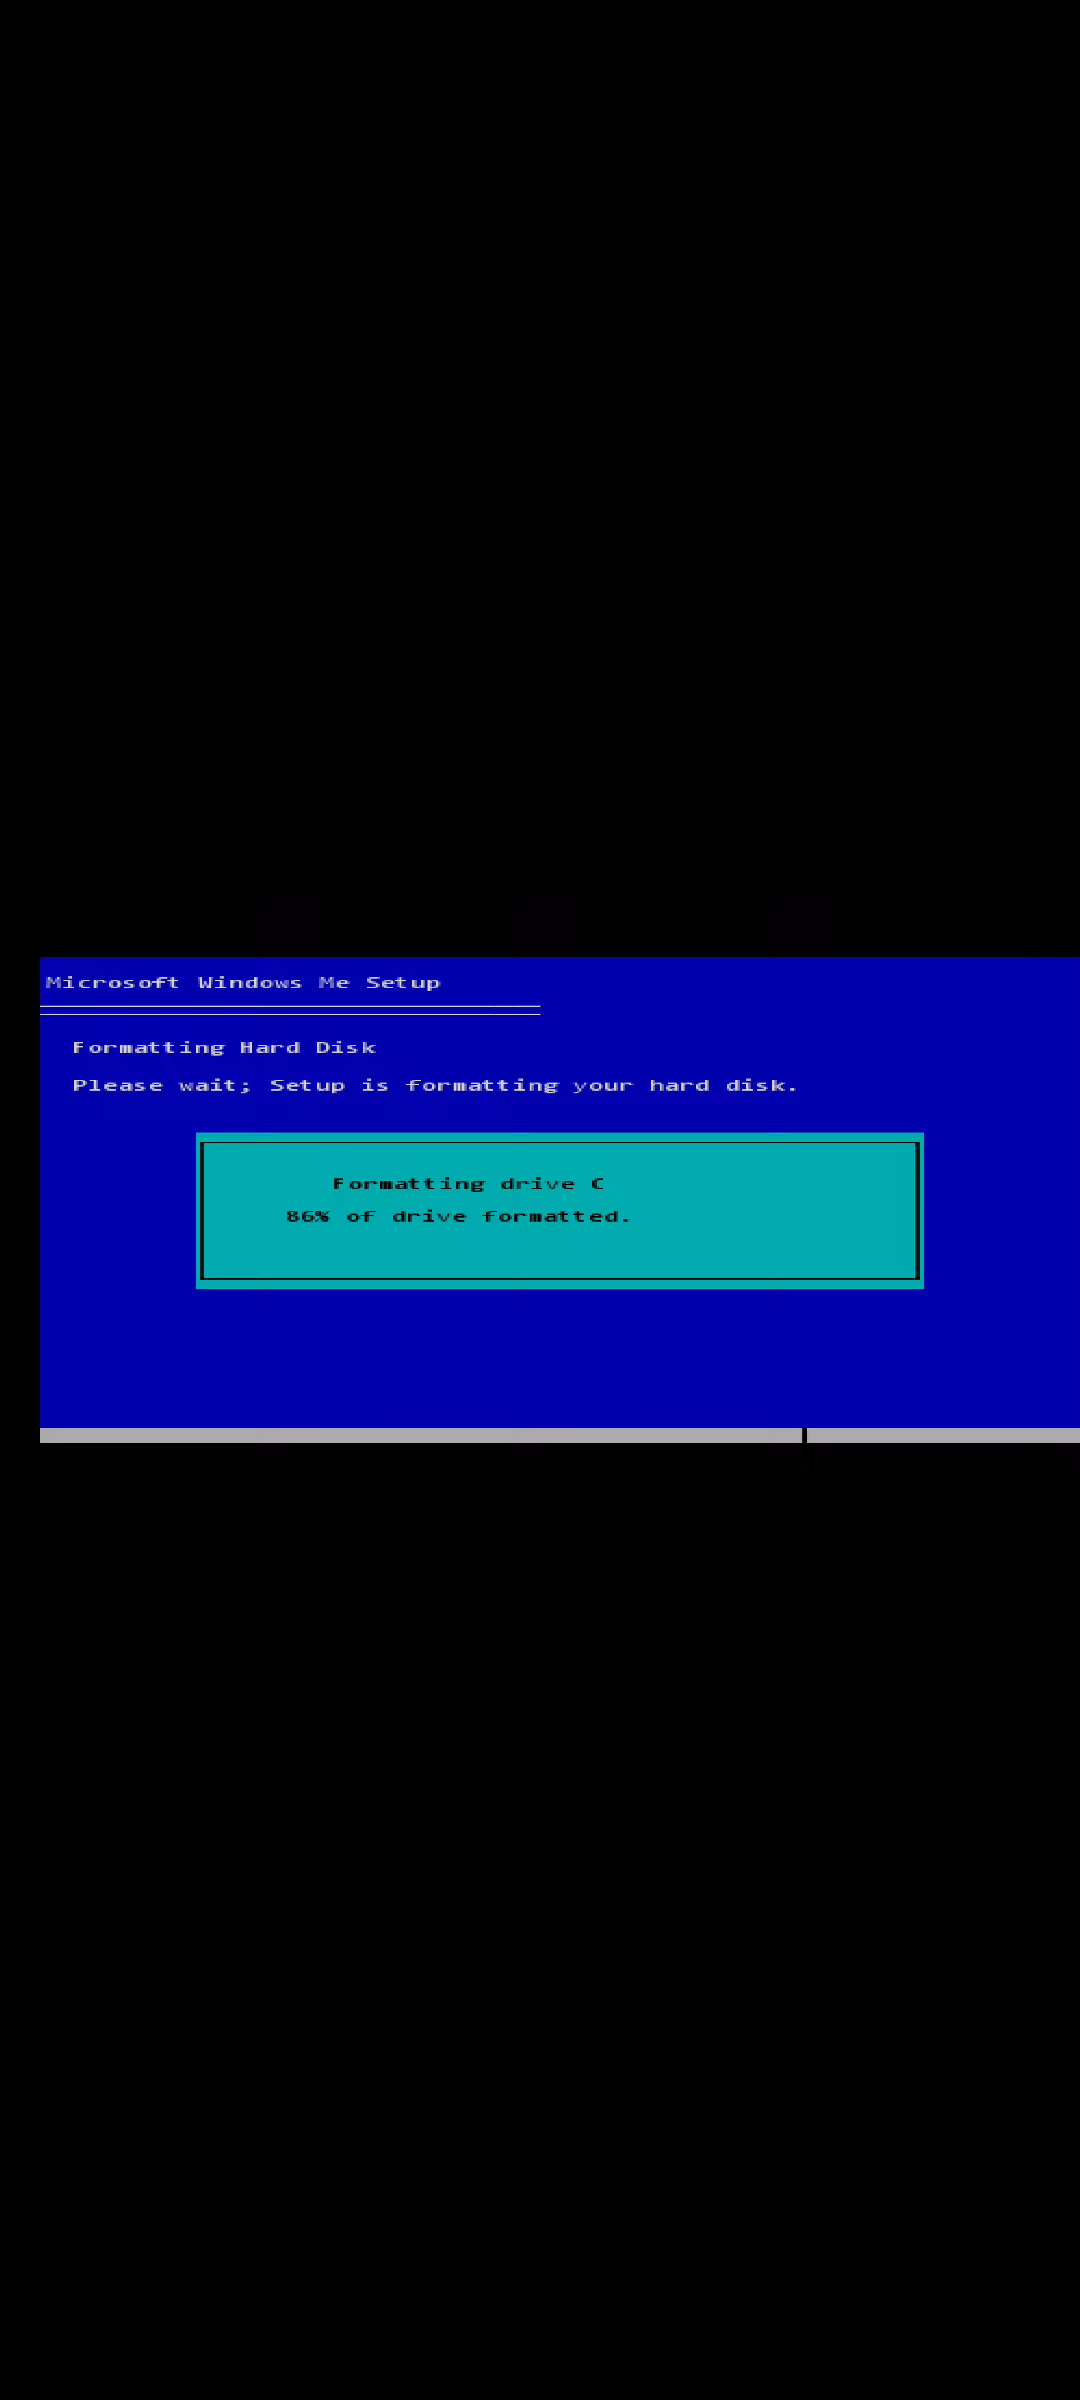 Microsoft Windows Me Setup
Formatting Hard Disk
Please wait; Setup is formatting your hard disk.
Formatting drive C
86% of drive formatted.